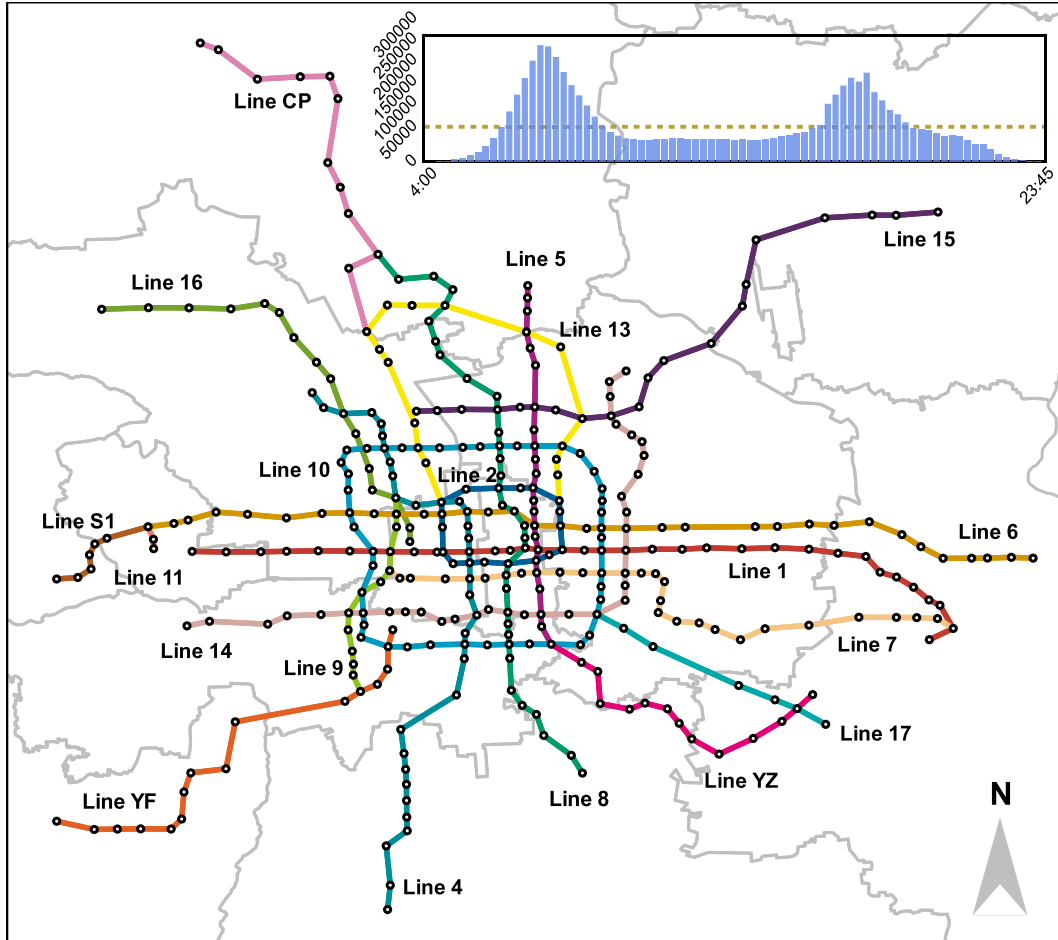 300000
250000
200000
150000
100000
50000
0
4:00
23:45
Line CP
Line 15
Line 5
Line 16
Line 13
Line 10
Line 2
Line S1
Line 6
Line 11
Line 1
Line 14
Line 7
Line 9
Line 17
Line YZ
Line YF
Line 8
N
Line 4